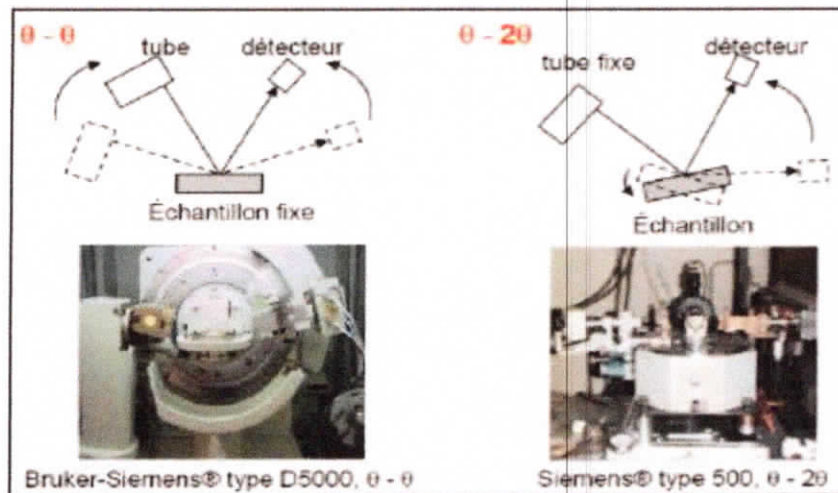 θ - θ
tube
détecteur
Échantillon fixe
Bruker-Siemens® type D5000, θ - θ
θ - 2θ
tube fixe
détecteur
Échantillon
Siemens® type 500, θ - 2θ